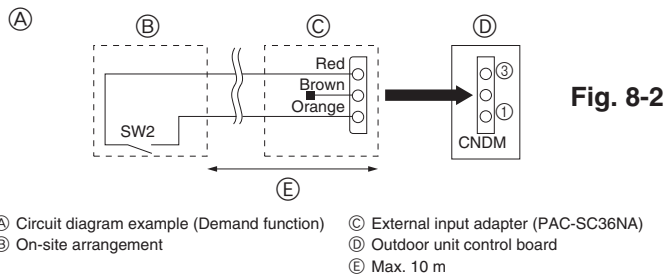 Ⓐ
Ⓑ
Ⓒ
Ⓓ
Red
Brown
Orange
SW2
③
①
CNDM
Fig. 8-2
Ⓔ
Ⓐ Circuit diagram example (Demand function)
Ⓑ On-site arrangement
Ⓒ External input adapter (PAC-SC36NA)
Ⓓ Outdoor unit control board
Ⓔ Max. 10 m